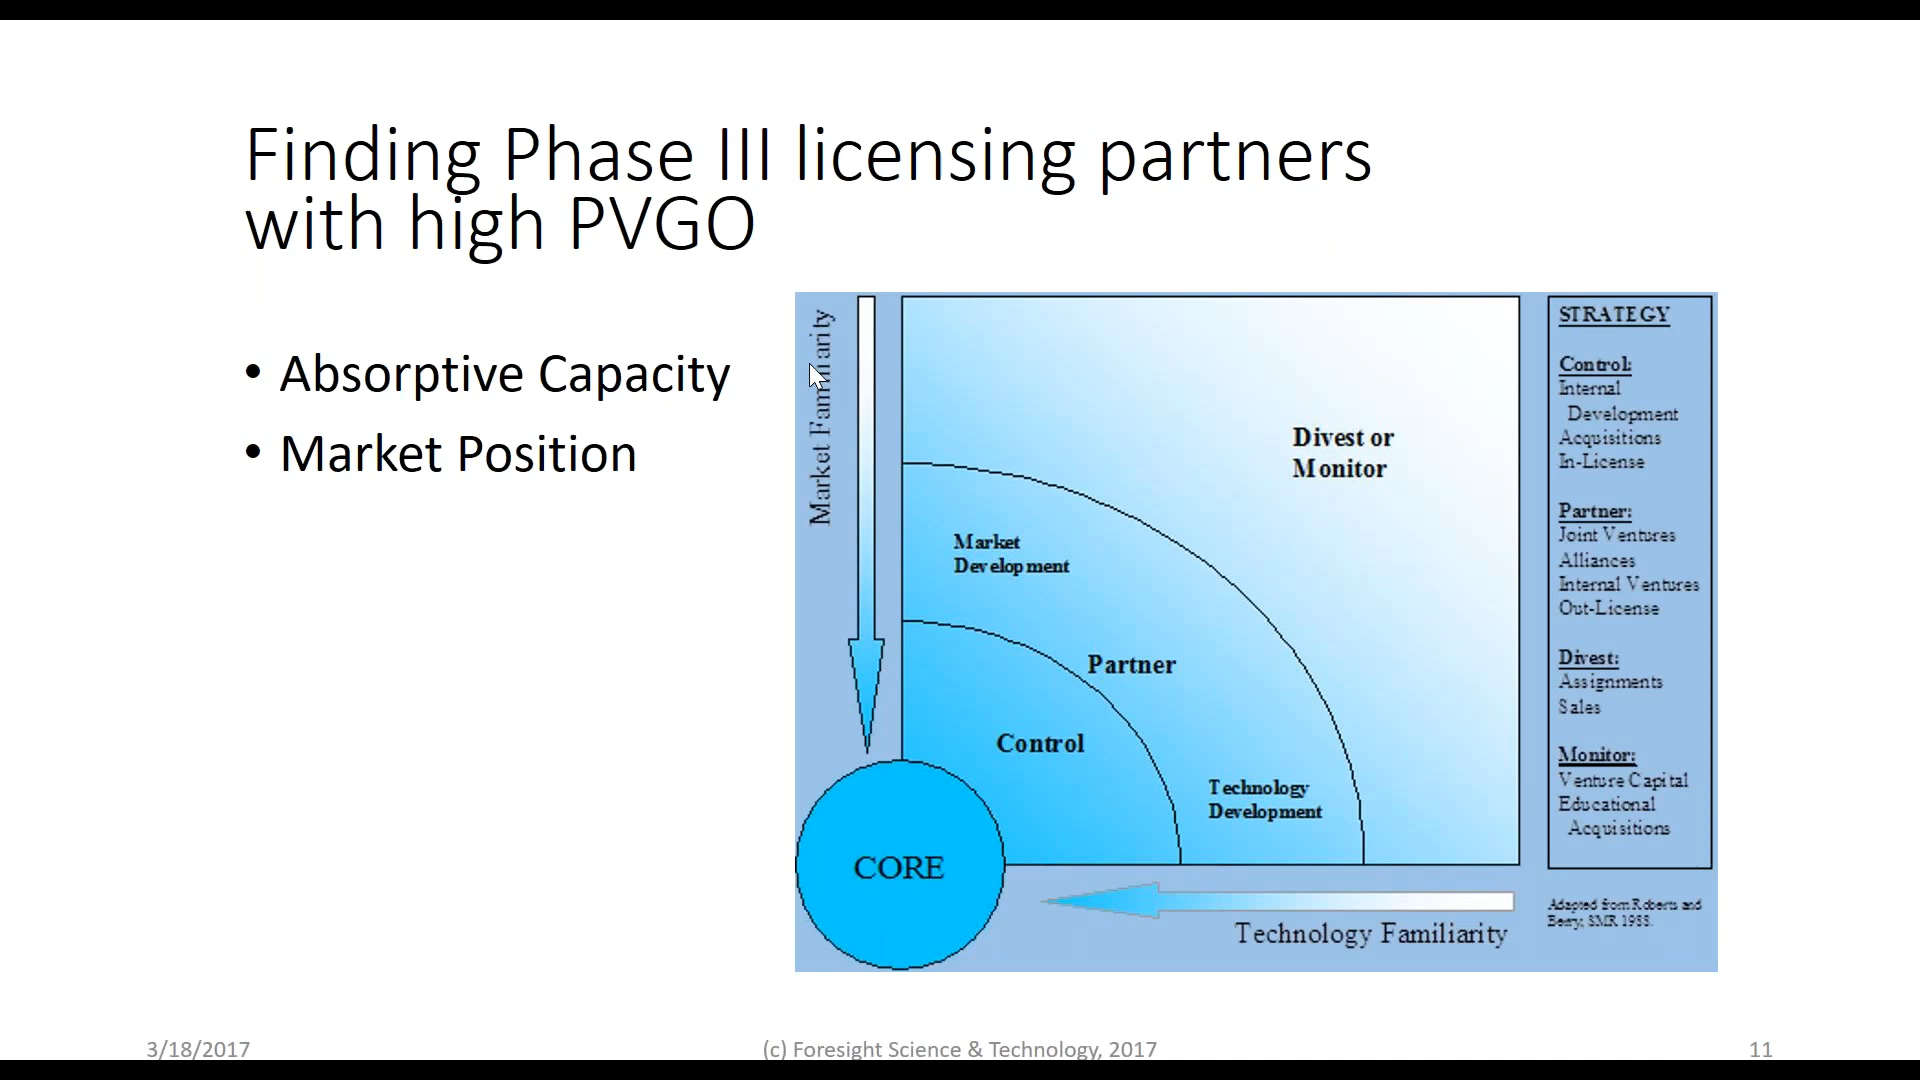 Finding Phase III licensing partners
with high PVGO
• Absorptive Capacity
• Market Position
Market Familiarity
Divest or
Monitor
Market
Development
Partner
Control
Technology
Development
CORE
Technology Familiarity
STRATEGY
Control:
Internal
Development
Acquisitions
In-License
Partner:
Joint Ventures
Alliances
Internal Ventures
Out-License
Divest:
Assignments
Sales
Monitor:
Venture Capital
Educational
Acquisitions
Adapted from Roberts and
Berry, SMR 1988.
3/18/2017
(c) Foresight Science & Technology, 2017
11